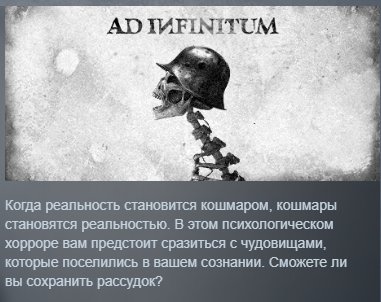 AD INFINITUM
Когда реальность становится кошмаром, кошмары
становятся реальностью. В этом психологическом
хорроре вам предстоит сразиться с чудовищами,
которые поселились в вашем сознании. Сможете ли
вы сохранить рассудок?